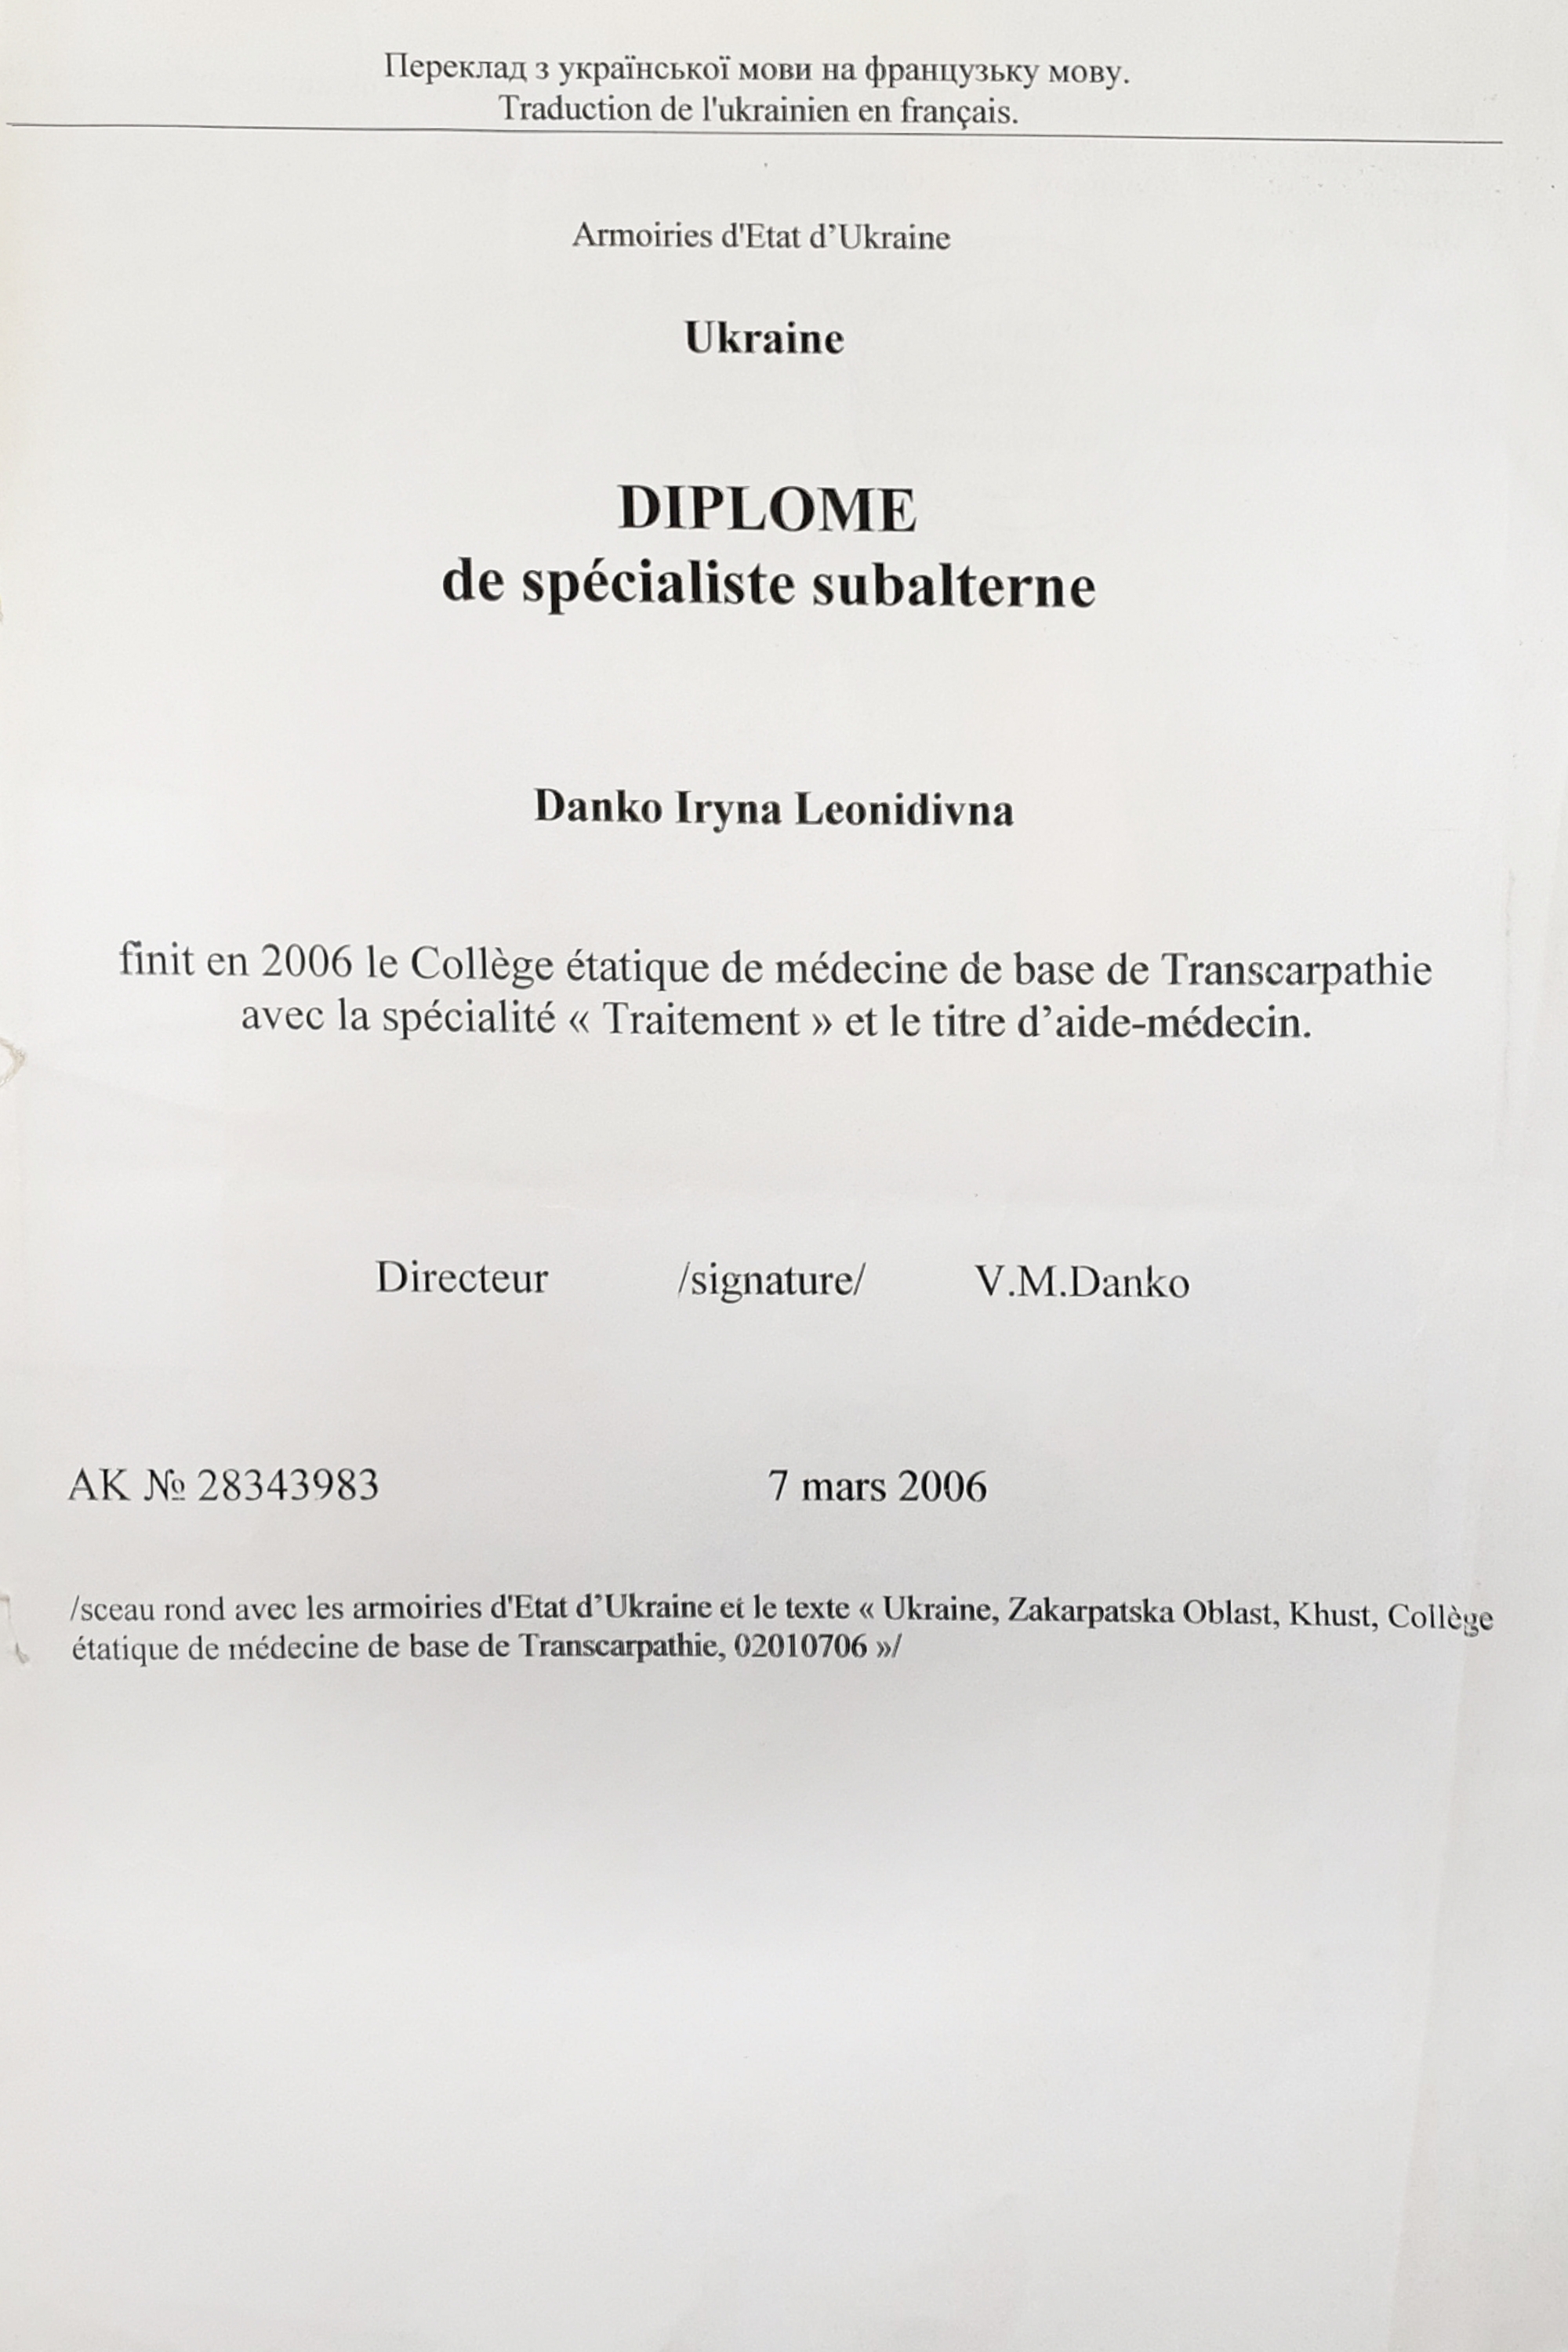 Переклад з української мови на французьку мову.
Traduction de l'ukrainien en français.
Armoiries d'Etat d’Ukraine
Ukraine
DIPLOME
de spécialiste subalterne
Danko Iryna Leonidivna
finit en 2006 le Collège étatique de médecine de base de Transcarpathie
avec la spécialité « Traitement » et le titre d’aide-médecin.
Directeur /signature/ V.M.Danko
AK № 28343983 7 mars 2006
/sceau rond avec les armoiries d'Etat d’Ukraine et le texte « Ukraine, Zakarpatska Oblast, Khust, Collège
étatique de médecine de base de Transcarpathie, 02010706 »/